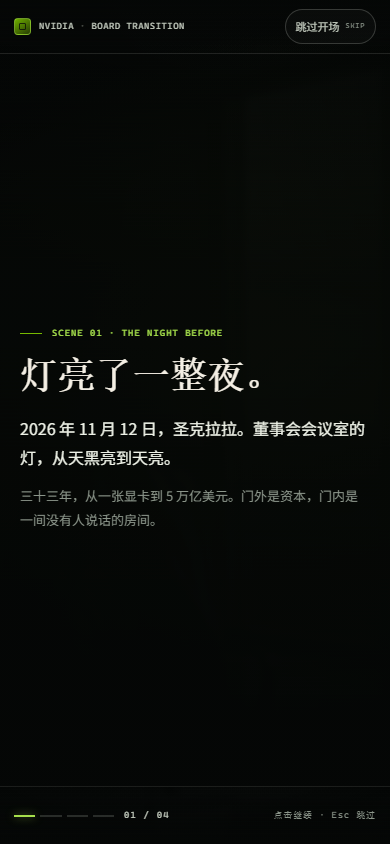 NVIDIA · BOARD TRANSITION
跳过开场 SKIP
SCENE 01 · THE NIGHT BEFORE
灯亮了一整夜。
2026 年 11 月 12 日，圣克拉拉。董事会会议室的
灯，从天黑亮到天亮。
三十三年，从一张显卡到 5 万亿美元。门外是资本，门内是
一间没有人说话的房间。
01 / 04
点击继续 · Esc 跳过